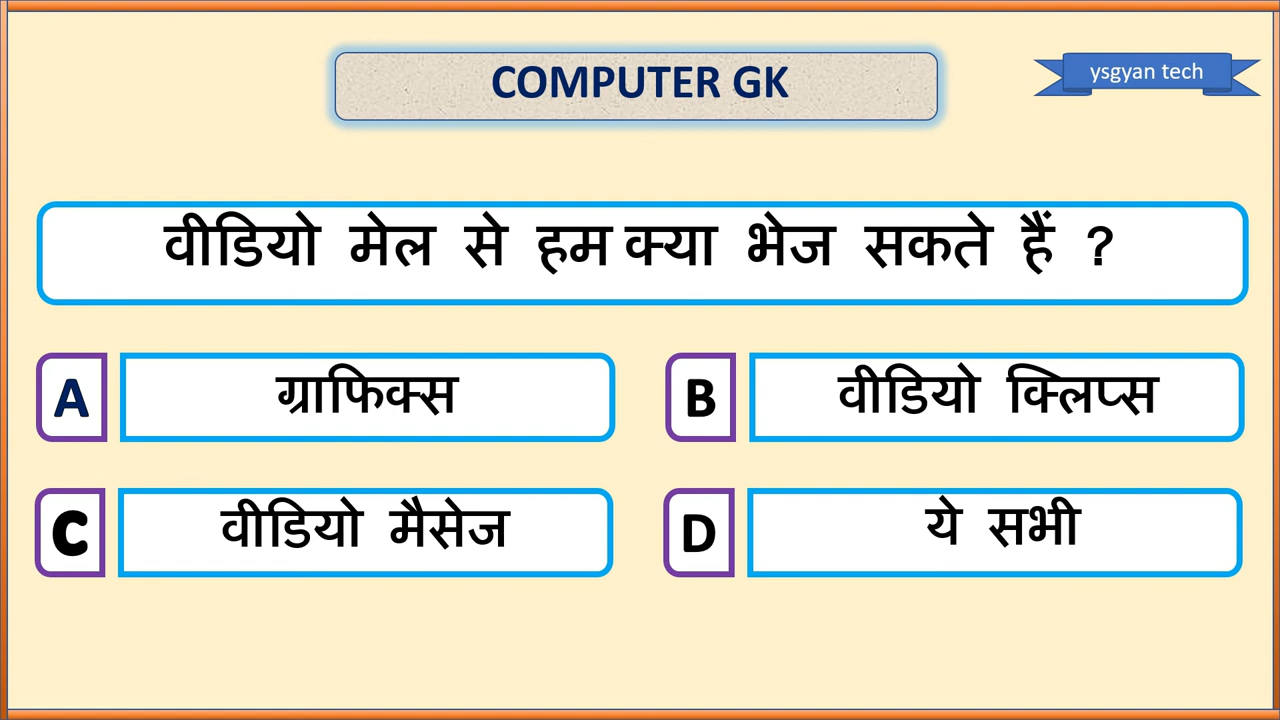 COMPUTER GK
ysgyan tech
वीडियो मेल से हम क्या भेज सकते हैं ?
A ग्राफिक्स
B वीडियो क्लिप्स
C वीडियो मैसेज
D ये सभी